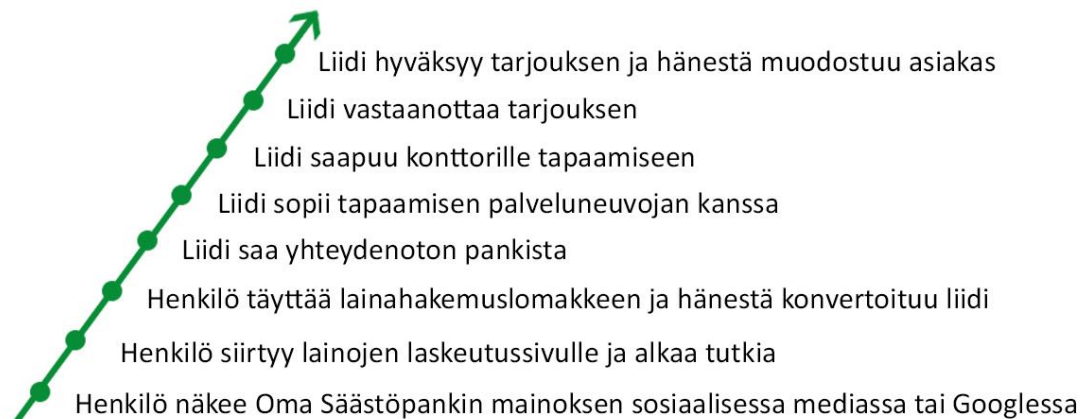 Liidi hyväksyy tarjouksen ja hänestä muodostuu asiakas
Liidi vastaanottaa tarjouksen
Liidi saapuu konttorille tapaamiseen
Liidi sopii tapaamisen palveluneuvojan kanssa
Liidi saa yhteydenoton pankista
Henkilö täyttää lainahakemuslomakkeen ja hänestä konvertoituu liidi
Henkilö siirtyy lainojen laskeutussivulle ja alkaa tutkia
Henkilö näkee Oma Säästöpankin mainoksen sosiaalisessa mediassa tai Googlessa